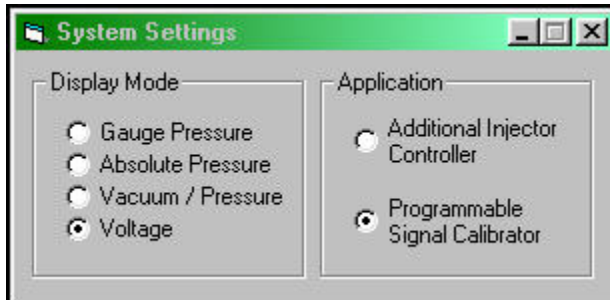 System Settings
Display Mode
Gauge Pressure
Absolute Pressure
Vacuum / Pressure
Voltage
Application
Additional Injector
Controller
Programmable
Signal Calibrator